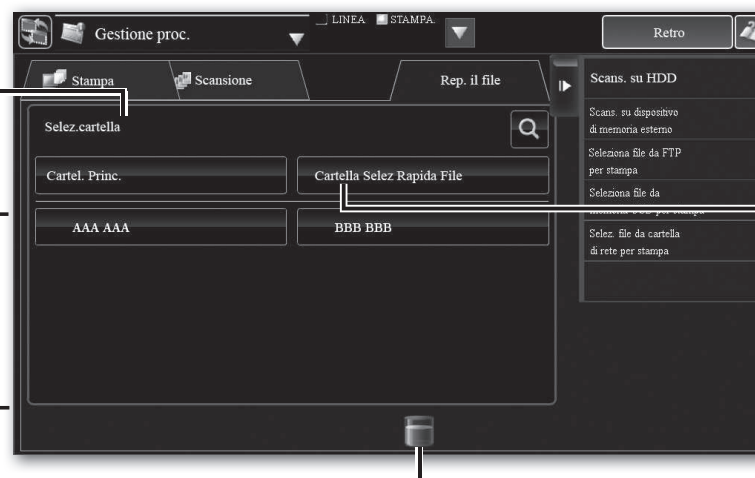 Gestione proc.
LINEA
STAMPA.
Retro
Stampa
Scansione
Rep. il file
Selez.cartella
Cartel. Princ.
Cartella Selez Rapida File
AAA AAA
BBB BBB
Scans. su HDD
Scans. su dispositivo
di memoria esterno
Seleziona file da FTP
per stampa
Seleziona file da
Selez. file da cartella
di rete per stampa